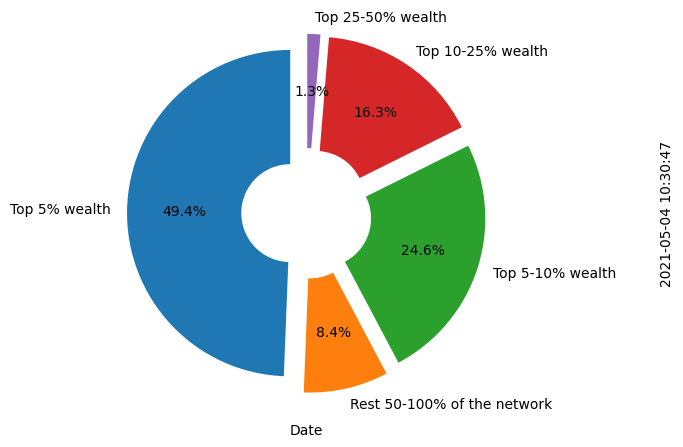 Top 25-50% wealth
Top 10-25% wealth
1.3%
16.3%
Top 5% wealth
49.4%
24.6%
Top 5-10% wealth
8.4%
Rest 50-100% of the network
Date
2021-05-04 10:30:47